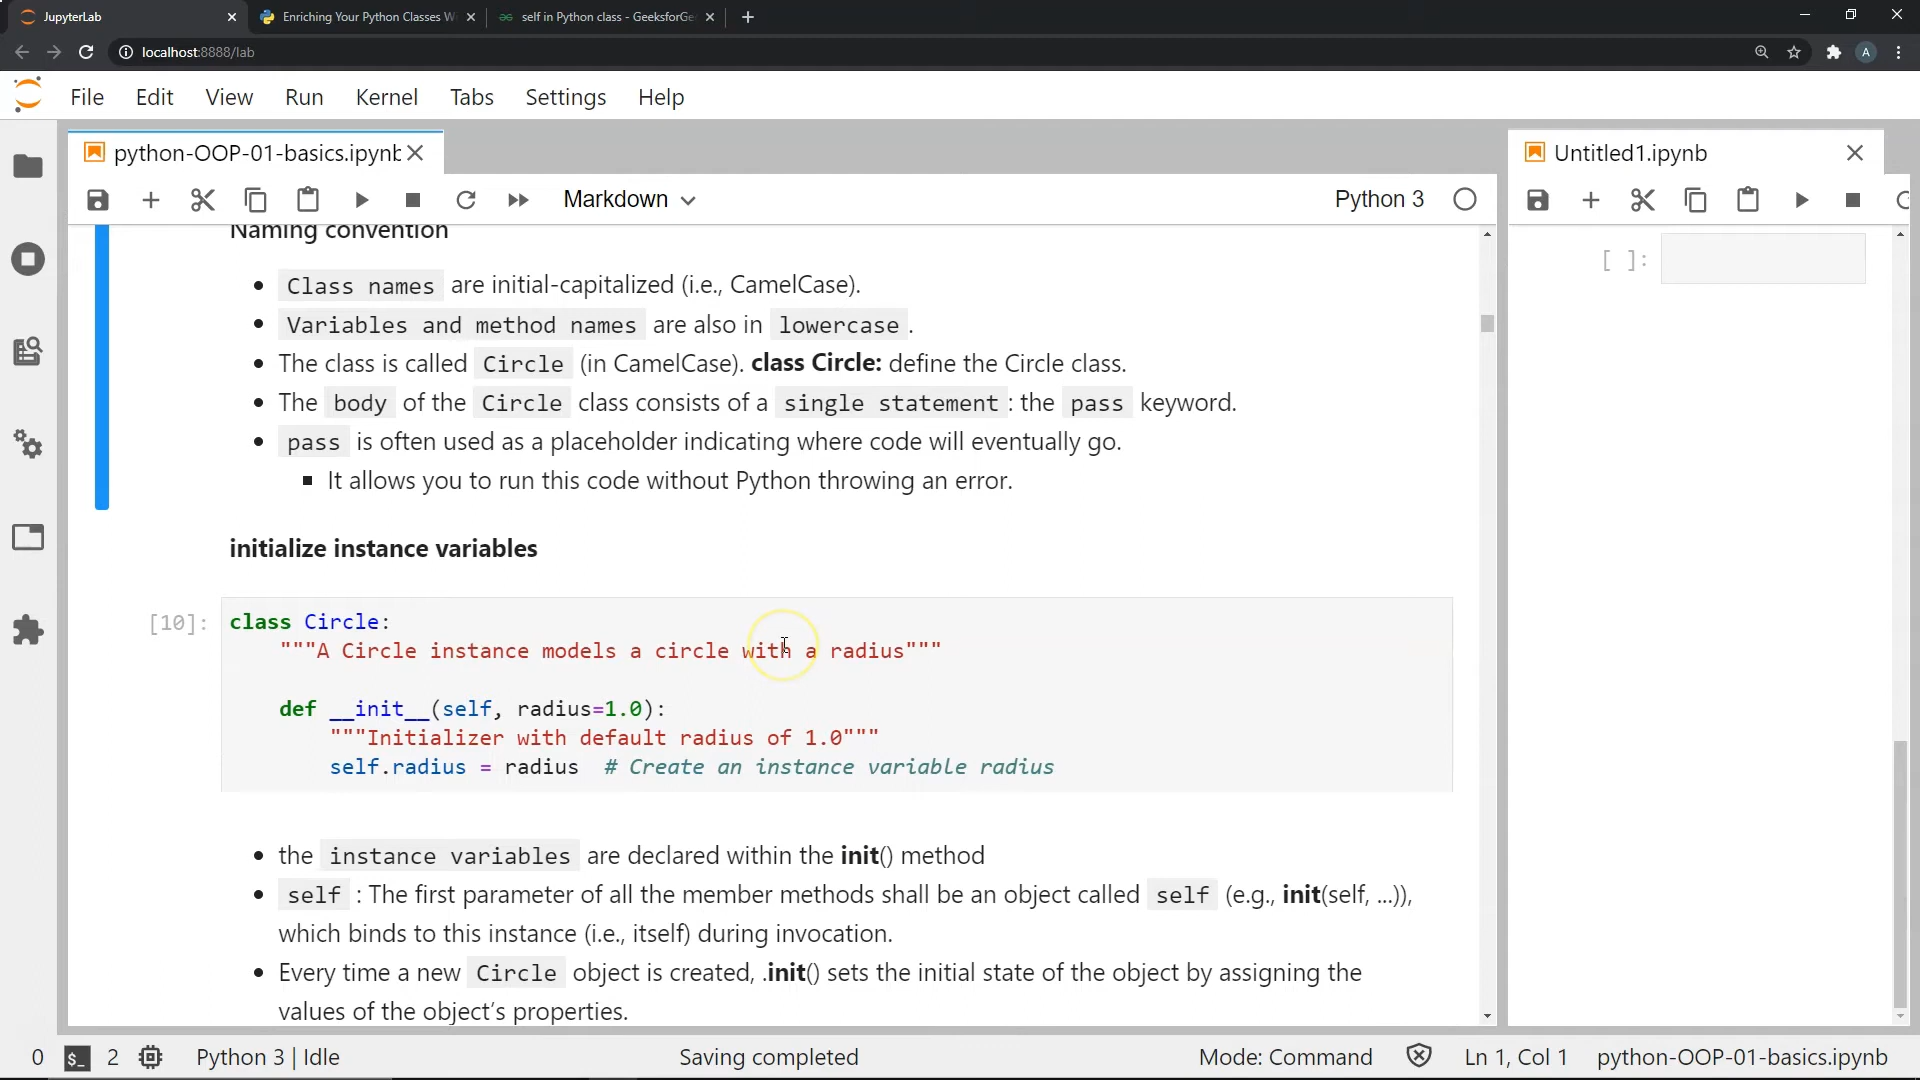 JupyterLab
Enriching Your Python Classes W
self in Python class - GeeksforGe
localhost:8888/lab
A
File Edit View Run Kernel Tabs Settings Help
python-OOP-01-basics.ipynb
Untitled1.ipynb
Markdown
Python 3
Naming convention
[ ]:
• Class names are initial-capitalized (i.e., CamelCase).
• Variables and method names are also in lowercase .
• The class is called Circle (in CamelCase). class Circle: define the Circle class.
• The body of the Circle class consists of a single statement : the pass keyword.
• pass is often used as a placeholder indicating where code will eventually go.
▪ It allows you to run this code without Python throwing an error.
initialize instance variables
[10]: class Circle:
"""A Circle instance models a circle with a radius"""
def __init__(self, radius=1.0):
"""Initializer with default radius of 1.0"""
self.radius = radius # Create an instance variable radius
• the instance variables are declared within the init() method
• self : The first parameter of all the member methods shall be an object called self (e.g., init(self, ...)),
which binds to this instance (i.e., itself) during invocation.
• Every time a new Circle object is created, .init() sets the initial state of the object by assigning the
values of the object's properties.
0 $_ 2 Python 3 | Idle Saving completed Mode: Command Ln 1, Col 1 python-OOP-01-basics.ipynb